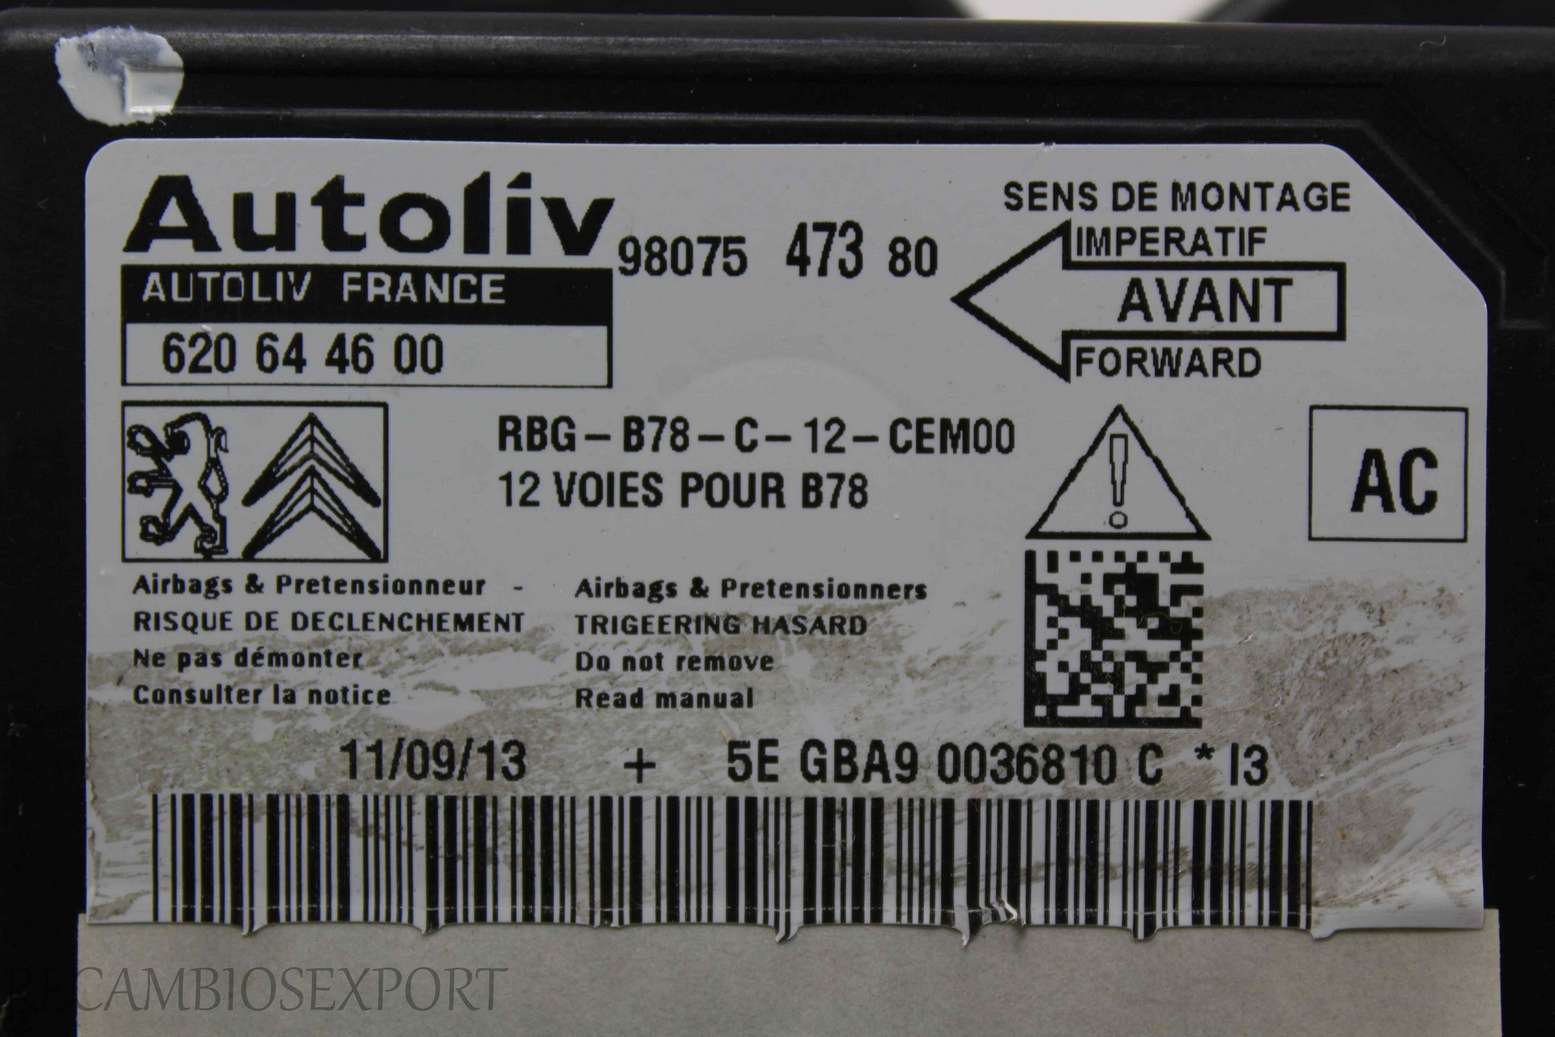 Autoliv
98075 473 80
AUTOLIV FRANCE
620 64 46 00
SENS DE MONTAGE
IMPERATIF
AVANT
FORWARD
RBG-B78-C-12-CEM00
12 VOIES POUR B78
AC
Airbags & Pretensionneur -
RISQUE DE DECLENCHEMENT
Ne pas démonter
Consulter la notice
Airbags & Pretensionners
TRIGEERING HASARD
Do not remove
Read manual
11/09/13 + 5E GBA9 0036810 C *I3
RECAMBIOSEXPORT